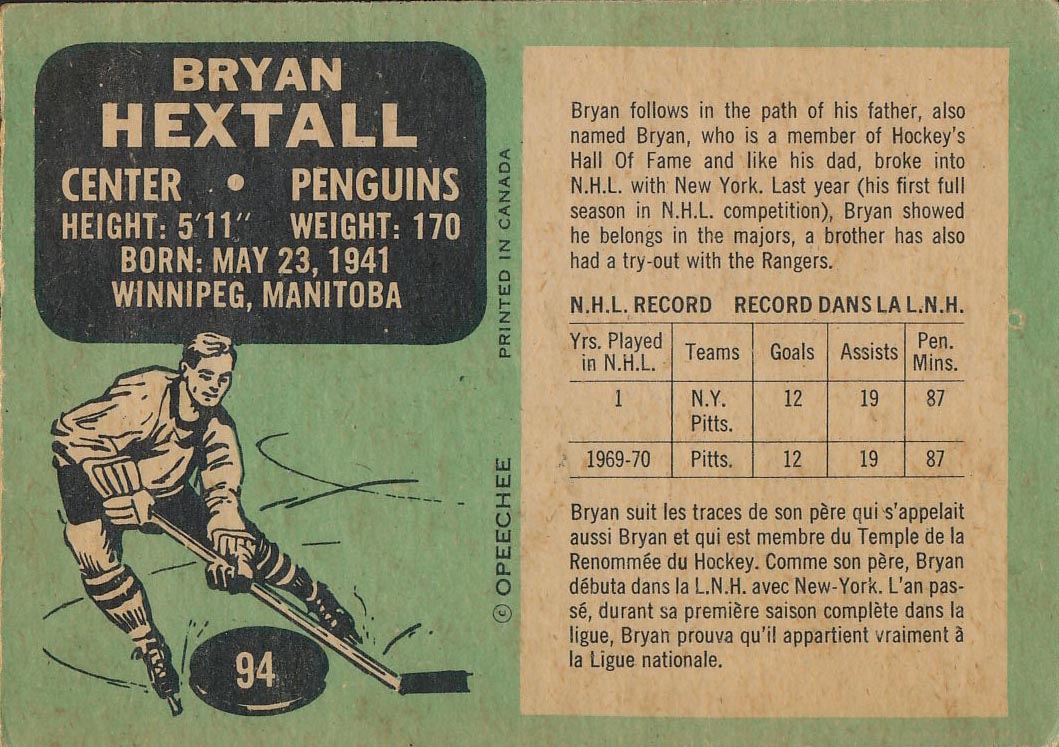 BRYAN
HEXTALL
CENTER • PENGUINS
HEIGHT: 5'11" WEIGHT: 170
BORN: MAY 23, 1941
WINNIPEG, MANITOBA
94
© OPEECHEE PRINTED IN CANADA
Bryan follows in the path of his father, also
named Bryan, who is a member of Hockey's
Hall Of Fame and like his dad, broke into
N.H.L. with New York. Last year (his first full
season in N.H.L. competition), Bryan showed
he belongs in the majors, a brother has also
had a try-out with the Rangers.
N.H.L. RECORD RECORD DANS LA L.N.H.
Yrs. Played in N.H.L. Teams Goals Assists Pen. Mins.
1 N.Y. Pitts. 12 19 87
1969-70 Pitts. 12 19 87
Bryan suit les traces de son père qui s'appelait
aussi Bryan et qui est membre du Temple de la
Renommée du Hockey. Comme son père, Bryan
débuta dans la L.N.H. avec New-York. L'an pas-
sé, durant sa première saison complète dans la
ligue, Bryan prouva qu'il appartient vraiment à
la Ligue nationale.